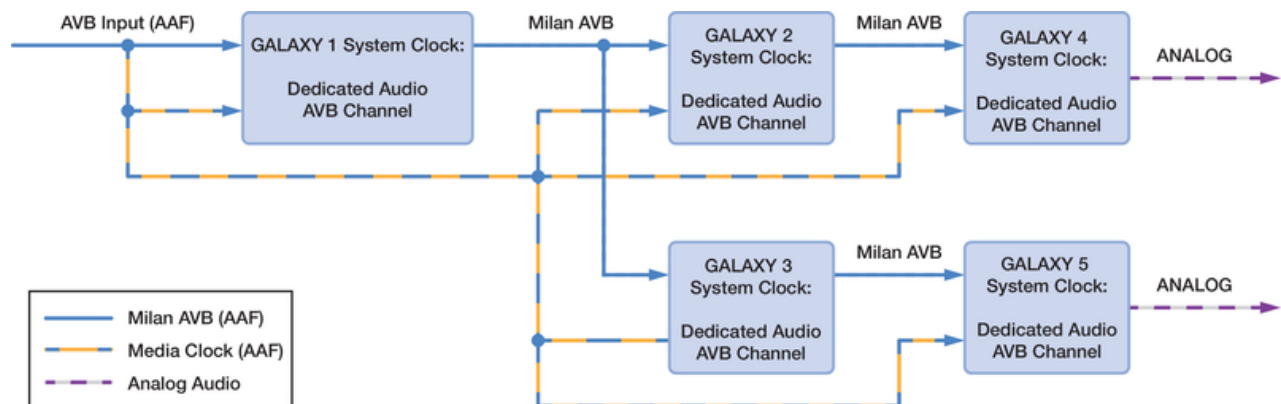 AVB Input (AAF)
GALAXY 1 System Clock:
Dedicated Audio
AVB Channel
Milan AVB
GALAXY 2
System Clock:
Dedicated Audio
AVB Channel
Milan AVB
GALAXY 4
System Clock:
Dedicated Audio
AVB Channel
ANALOG
GALAXY 3
System Clock:
Dedicated Audio
AVB Channel
Milan AVB
GALAXY 5
System Clock:
Dedicated Audio
AVB Channel
ANALOG
Milan AVB (AAF)
Media Clock (AAF)
Analog Audio